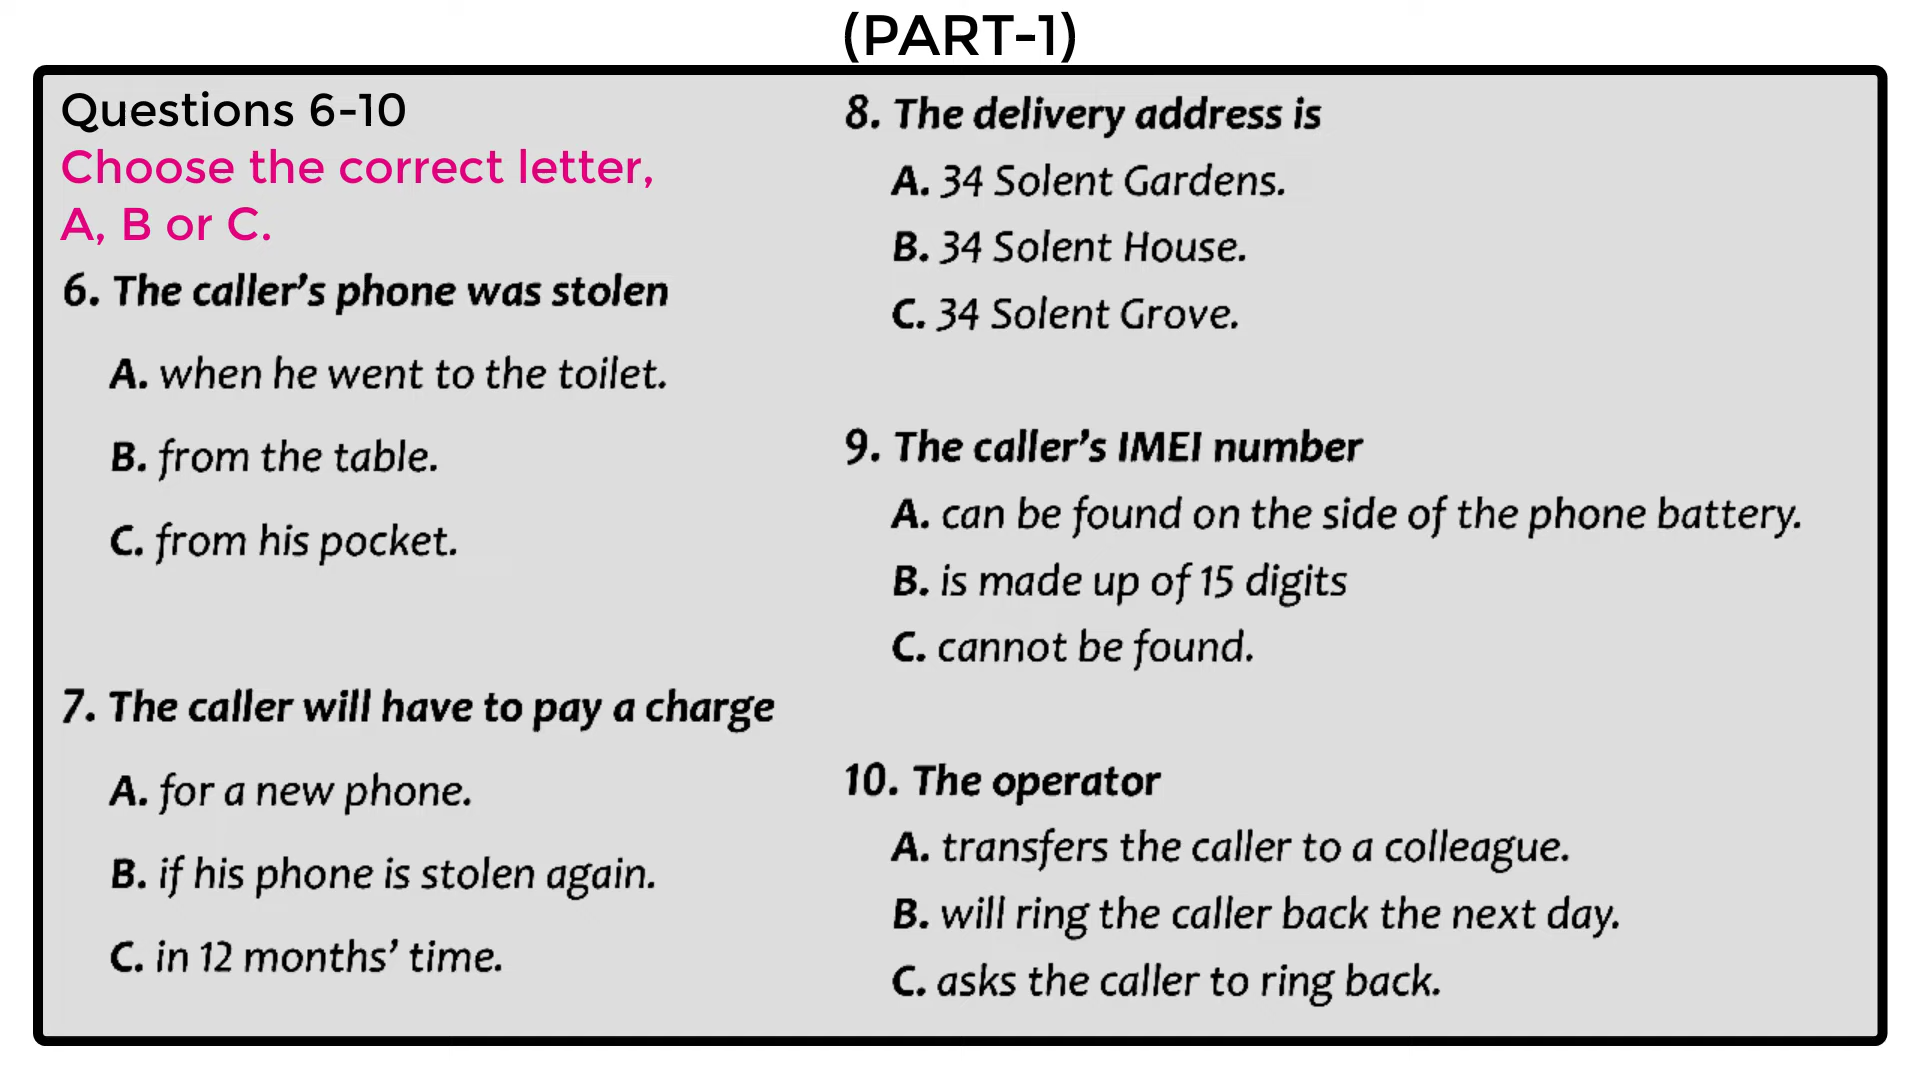 (PART-1)
Questions 6-10
Choose the correct letter,
A, B or C.
6. The caller's phone was stolen
A. when he went to the toilet.
B. from the table.
C. from his pocket.
7. The caller will have to pay a charge
A. for a new phone.
B. if his phone is stolen again.
C. in 12 months' time.
8. The delivery address is
A. 34 Solent Gardens.
B. 34 Solent House.
C. 34 Solent Grove.
9. The caller's IMEI number
A. can be found on the side of the phone battery.
B. is made up of 15 digits
C. cannot be found.
10. The operator
A. transfers the caller to a colleague.
B. will ring the caller back the next day.
C. asks the caller to ring back.